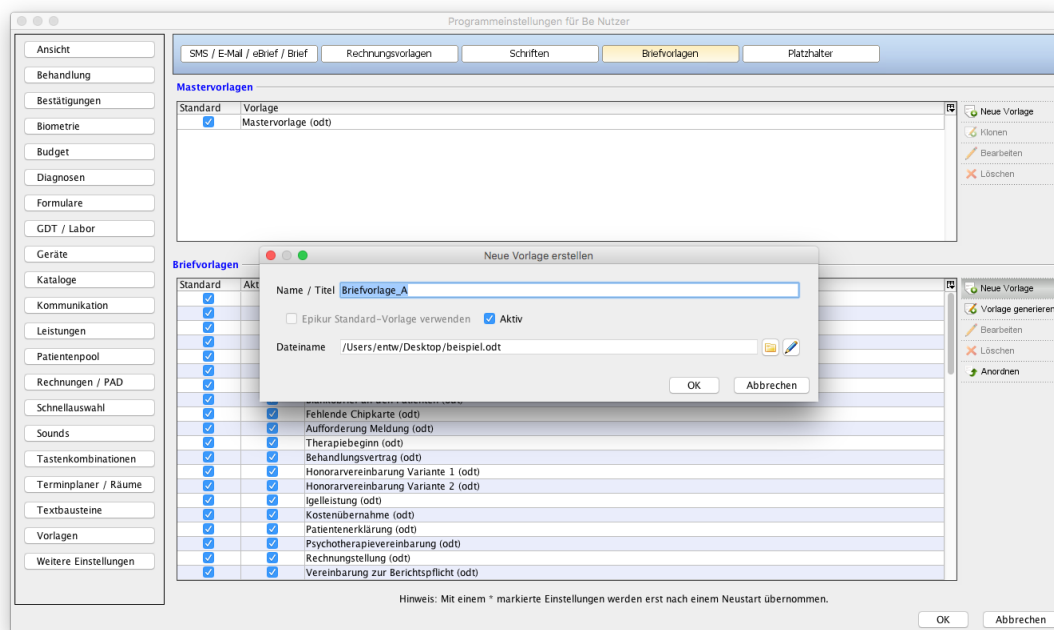 Programmeinstellungen für Be Nutzer
Ansicht
Behandlung
Bestätigungen
Biometrie
Budget
Diagnosen
Formulare
GDT / Labor
Geräte
Kataloge
Kommunikation
Leistungen
Patientenpool
Rechnungen / PAD
Schnellauswahl
Sounds
Tastenkombinationen
Terminplaner / Räume
Textbausteine
Vorlagen
Weitere Einstellungen
SMS / E-Mail / eBrief / Brief Rechnungsvorlagen Schriften Briefvorlagen Platzhalter
Mastervorlagen
Standard Vorlage
Mastervorlage (odt)
Neue Vorlage
Klonen
Bearbeiten
Löschen
Briefvorlagen
Standard Akt
Neue Vorlage erstellen
Name / Titel Briefvorlage_A
Epikur Standard-Vorlage verwenden Aktiv
Dateiname /Users/entw/Desktop/beispiel.odt
OK Abbrechen
Fehlende Chipkarte (odt)
Aufforderung Meldung (odt)
Therapiebeginn (odt)
Behandlungsvertrag (odt)
Honorarvereinbarung Variante 1 (odt)
Honorarvereinbarung Variante 2 (odt)
Igelleistung (odt)
Kostenübernahme (odt)
Patientenerklärung (odt)
Psychotherapievereinbarung (odt)
Rechnungstellung (odt)
Vereinbarung zur Berichtspflicht (odt)
Neue Vorlage
Vorlage generieren
Bearbeiten
Löschen
Anordnen
Hinweis: Mit einem * markierte Einstellungen werden erst nach einem Neustart übernommen.
OK Abbrechen